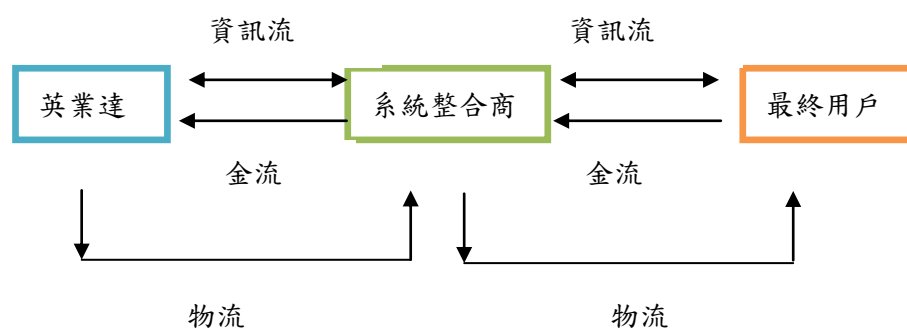 資訊流
資訊流
英業達
系統整合商
最終用戶
金流
金流
物流
物流